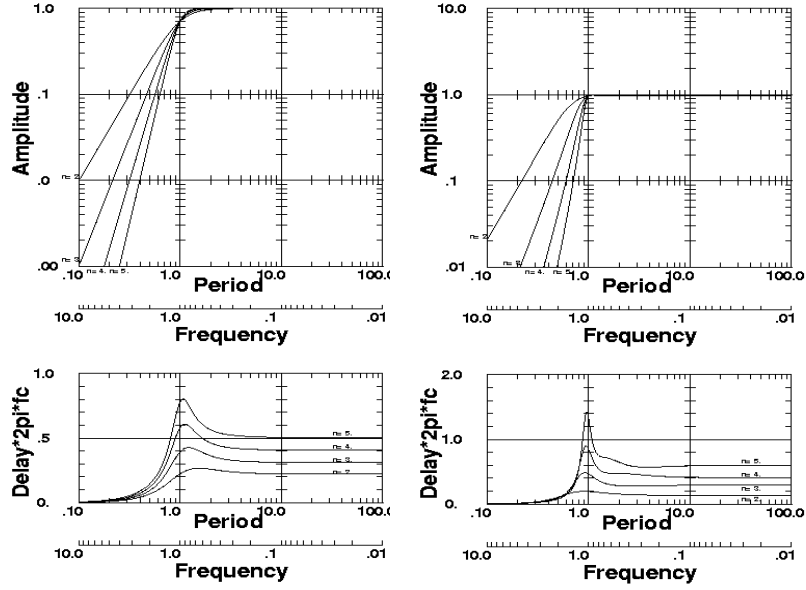 1.0
.1
.0
.00
Amplitude
n= 2
n= 3
n= 4. n= 5.
.10 1.0 10.0 100.0
Period
10.0 1.0 .1 .01
Frequency
10.0
1.0
.1
.01
Amplitude
n= 2
n= 4. n= 5
.10 1.0 10.0 100.0
Period
10.0 1.0 .1 .01
Frequency
1.0
.5
0.
Delay*2pi*fc
n= 5.
n= 4.
n= 3.
n= 2.
.10 1.0 10.0 100.0
Period
10.0 1.0 .1 .01
Frequency
2.0
1.0
0.
Delay*2pi*fc
n= 5.
n= 4.
n= 3.
n= 2.
.10 1.0 10.0 100.0
Period
10.0 1.0 .1 .01
Frequency